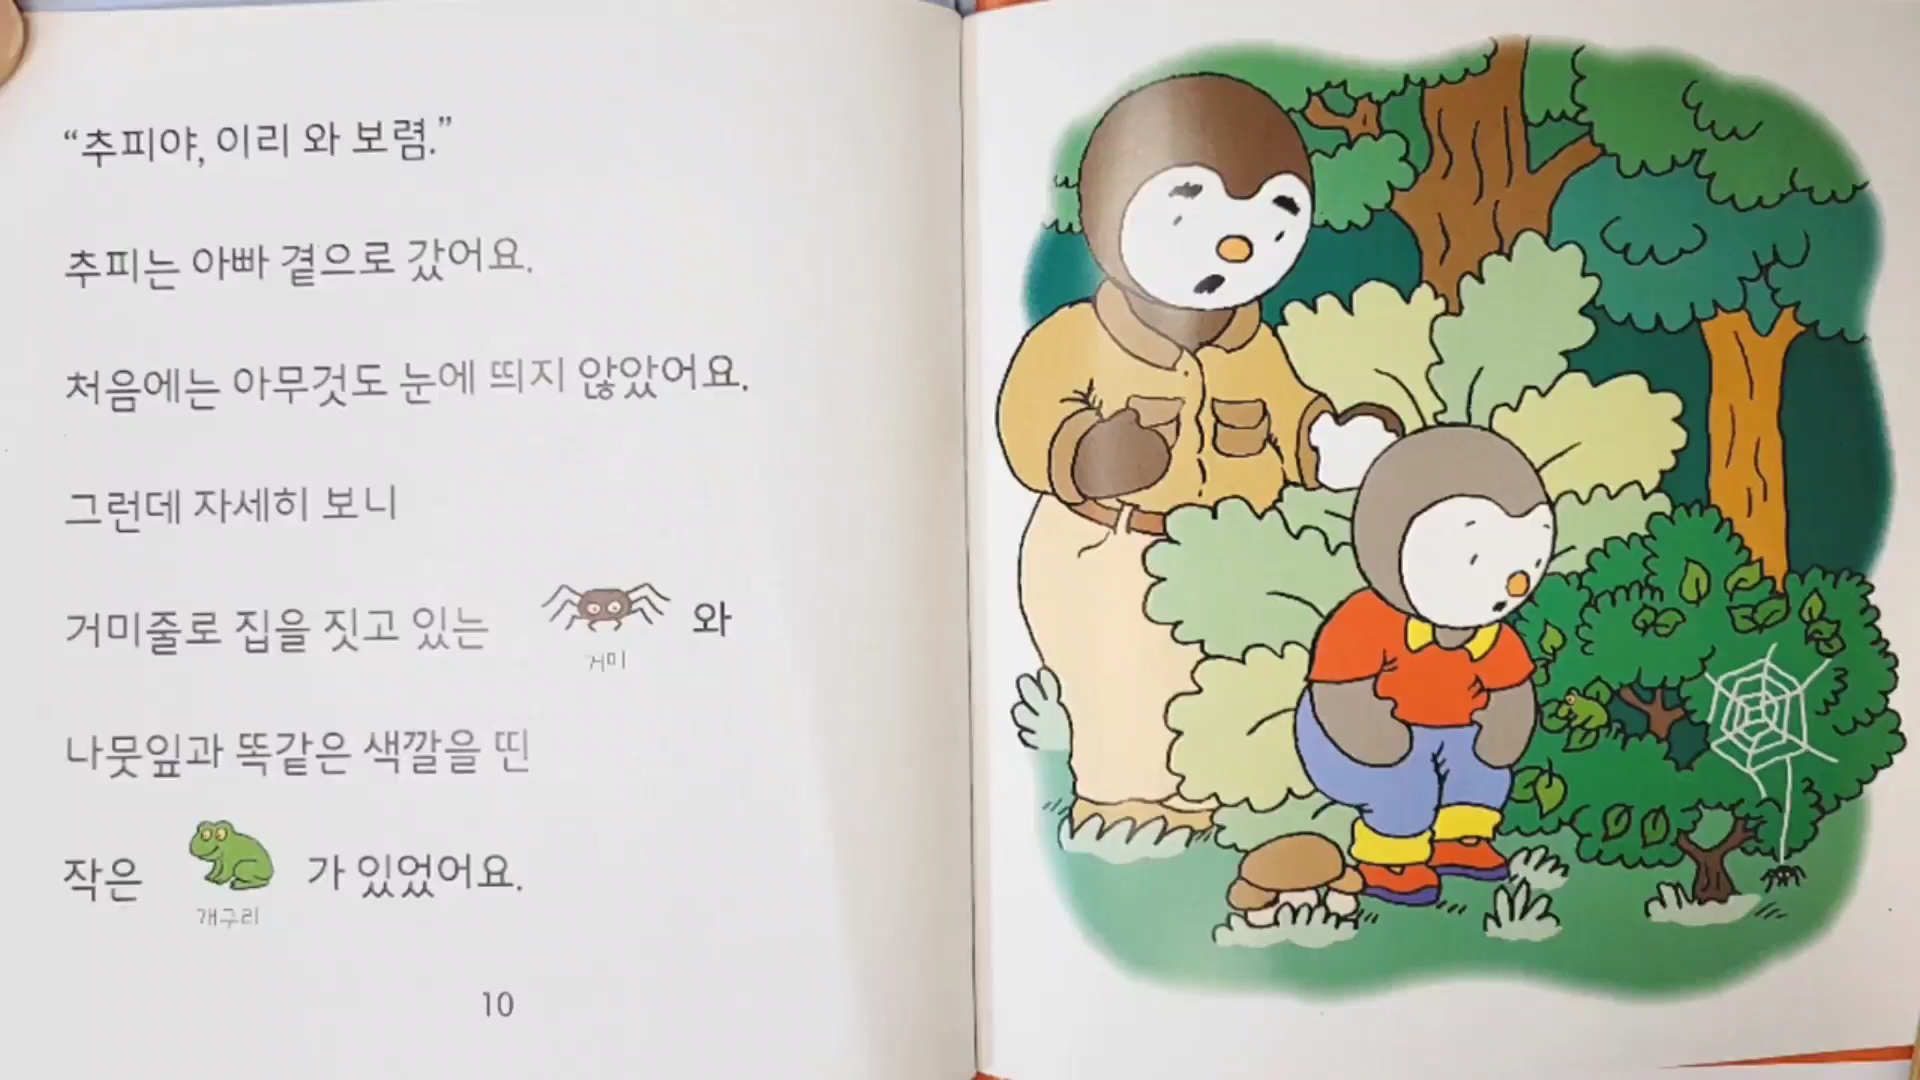 “추피야, 이리 와 보렴.”
추피는 아빠 곁으로 갔어요.
처음에는 아무것도 눈에 띄지 않았어요.
그런데 자세히 보니
거미줄로 집을 짓고 있는 와
거미
나뭇잎과 똑같은 색깔을 띤
작은 가 있었어요.
개구리
10